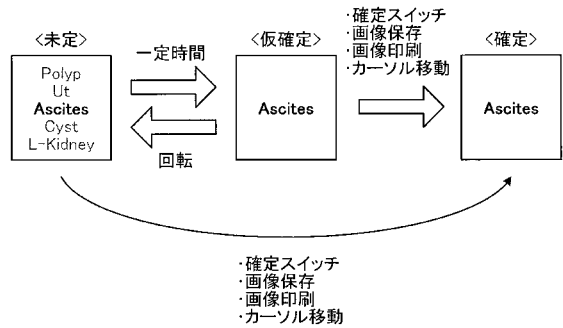 <未定>
Polyp
Ut
Ascites
Cyst
L-Kidney
一定時間
回転
<仮確定>
Ascites
・確定スイッチ
・画像保存
・画像印刷
・カーソル移動
<確定>
Ascites
・確定スイッチ
・画像保存
・画像印刷
・カーソル移動